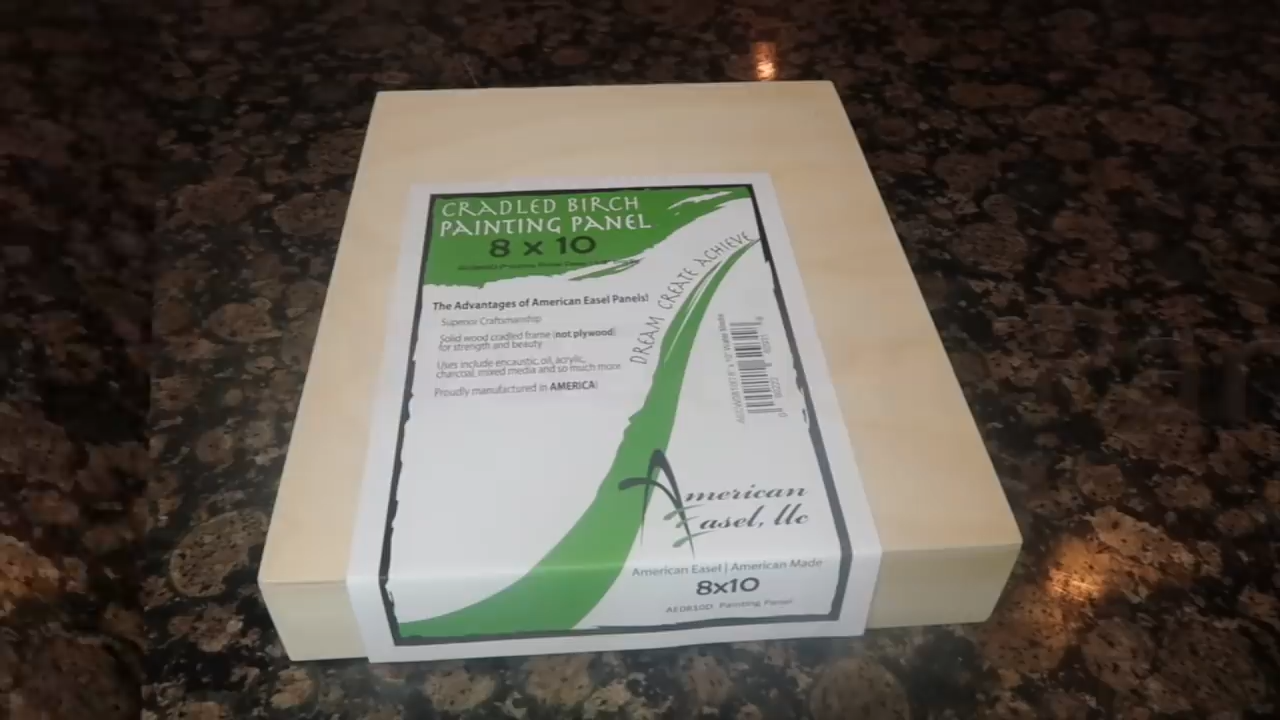 CRADLED BIRCH
PAINTING PANEL
8 x 10
The Advantages of American Easel Panels!
Superior Craftsmanship
Solid wood cradled frame (not plywood)
for strength and beauty
Uses include encaustic, oil, acrylic,
charcoal, mixed media and so much more
Proudly manufactured in AMERICA!
DREAM CREATE ACHIEVE
American
Easel, llc
American Easel | American Made
8x10
AE0810D Painting Panel